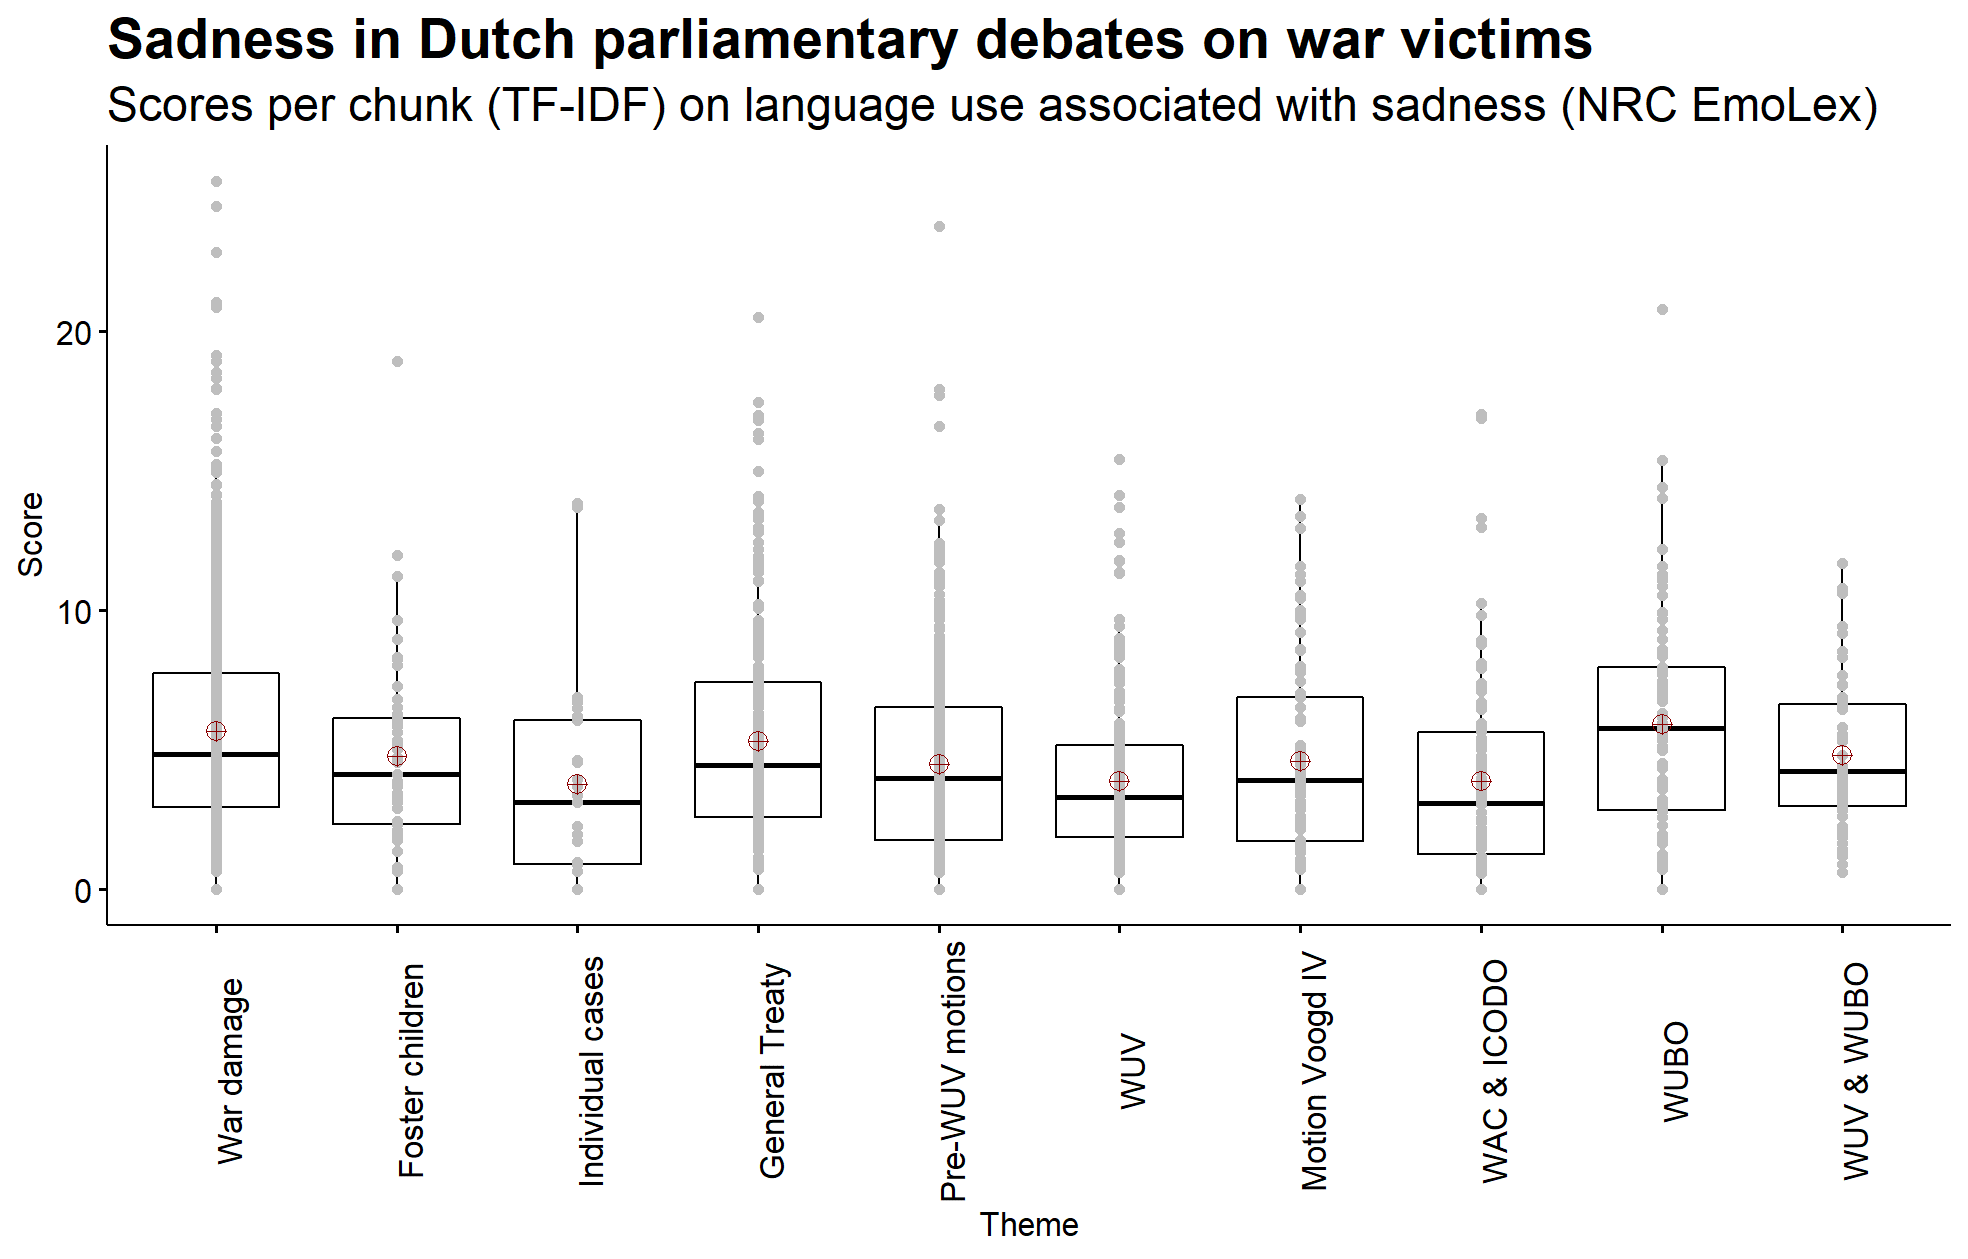 Sadness in Dutch parliamentary debates on war victims
Scores per chunk (TF-IDF) on language use associated with sadness (NRC EmoLex)
Score
20
10
0
War damage
Foster children
Individual cases
General Treaty
Pre-WUV motions
WUV
Motion Voogd IV
WAC & ICODO
WUBO
WUV & WUBO
Theme